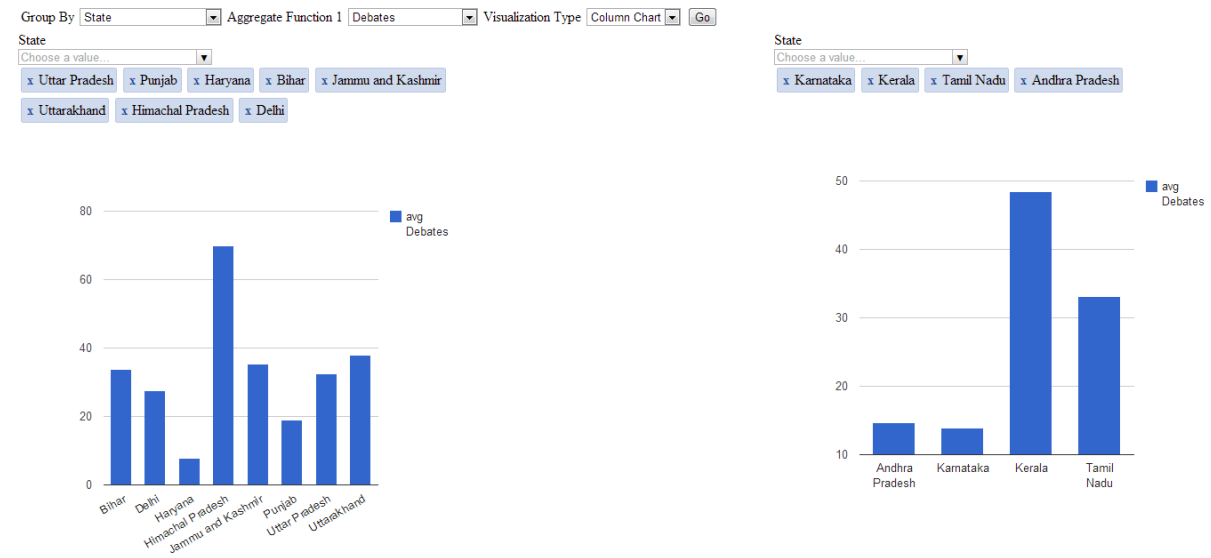 Group By State Aggregate Function 1 Debates Visualization Type Column Chart Go
State
Choose a value...
x Uttar Pradesh x Punjab x Haryana x Bihar x Jammu and Kashmir
x Uttarakhand x Himachal Pradesh x Delhi
80
60
40
20
0
avg
Debates
Bihar
Delhi
Haryana
Himachal Pradesh
Jammu and Kashmir
Punjab
Uttar Pradesh
Uttarakhand
State
Choose a value...
x Karnataka x Kerala x Tamil Nadu x Andhra Pradesh
50
40
30
20
10
avg
Debates
Andhra
Pradesh
Karnataka
Kerala
Tamil
Nadu